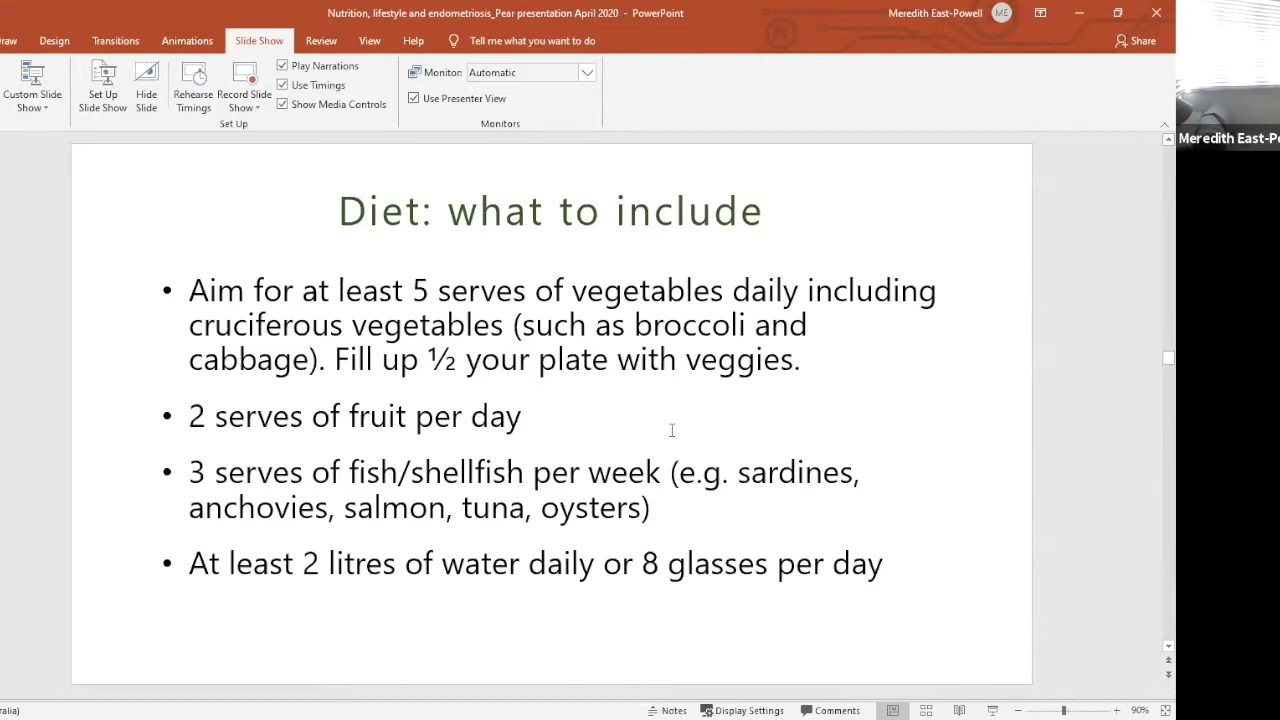 Nutrition, lifestyle and endometriosis_Pear presentation April 2020 - PowerPoint
Meredith East-Powell
ME
Design
Transitions
Animations
Slide Show
Review
View
Help
Tell me what you want to do
Share
Custom Slide
Show
Set Up
Slide Show
Hide
Slide
Rehearse
Timings
Record Slide
Show
Play Narrations
Use Timings
Show Media Controls
Set Up
Monitor:
Automatic
Use Presenter View
Monitors
Meredith East-Po
Diet: what to include
• Aim for at least 5 serves of vegetables daily including
cruciferous vegetables (such as broccoli and
cabbage). Fill up ½ your plate with veggies.
• 2 serves of fruit per day
• 3 serves of fish/shellfish per week (e.g. sardines,
anchovies, salmon, tuna, oysters)
• At least 2 litres of water daily or 8 glasses per day
Notes
Display Settings
Comments
90%